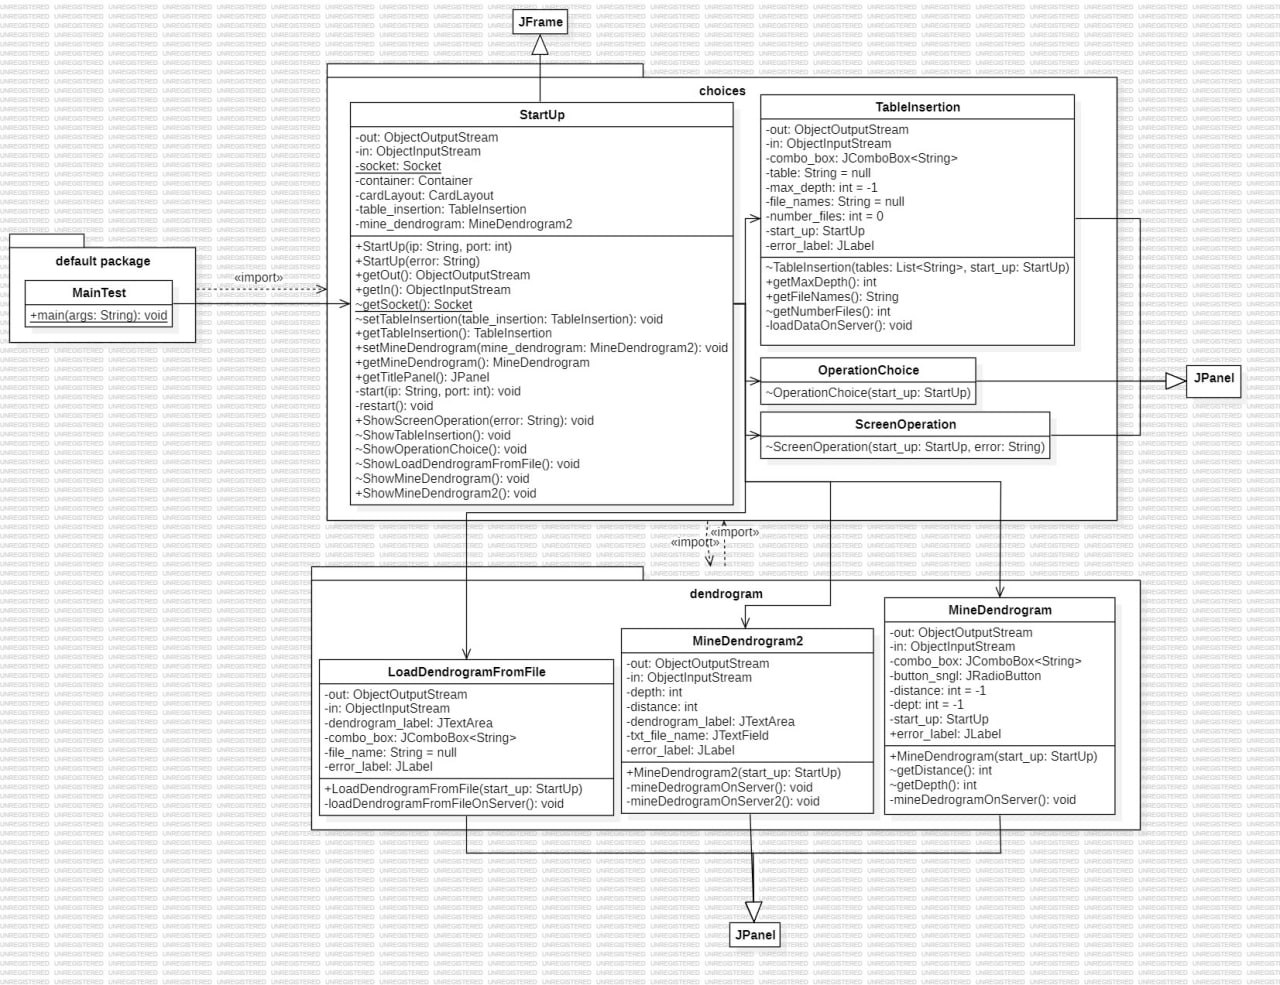 JFrame
choices
StartUp
-out: ObjectOutputStream
-in: ObjectInputStream
-socket: Socket
-container: Container
-cardLayout: CardLayout
-table_insertion: TableInsertion
-mine_dendrogram: MineDendrogram2
+StartUp(ip: String, port: int)
+StartUp(error: String)
+getOut(): ObjectOutputStream
+getIn(): ObjectInputStream
~getSocket(): Socket
~setTableInsertion(table_insertion: TableInsertion): void
+getTableInsertion(): TableInsertion
+setMineDendrogram(mine_dendrogram: MineDendrogram2): void
+getMineDendrogram(): MineDendrogram
+getTitlePanel(): JPanel
-start(ip: String, port: int): void
-restart(): void
+ShowScreenOperation(error: String): void
~ShowTableInsertion(): void
~ShowOperationChoice(): void
~ShowLoadDendrogramFromFile(): void
~ShowMineDendrogram(): void
+ShowMineDendrogram2(): void
TableInsertion
-out: ObjectOutputStream
-in: ObjectInputStream
-combo_box: JComboBox<String>
-table: String = null
-max_depth: int = -1
-file_names: String = null
-number_files: int = 0
-start_up: StartUp
-error_label: JLabel
~TableInsertion(tables: List<String>, start_up: StartUp)
+getMaxDepth(): int
+getFileNames(): String
~getNumberFiles(): int
-loadDataOnServer(): void
default package
MainTest
+main(args: String): void
«import»
OperationChoice
~OperationChoice(start_up: StartUp)
JPanel
ScreenOperation
~ScreenOperation(start_up: StartUp, error: String)
«import»
«import»
dendrogram
LoadDendrogramFromFile
-out: ObjectOutputStream
-in: ObjectInputStream
-dendrogram_label: JTextArea
-combo_box: JComboBox<String>
-file_name: String = null
-error_label: JLabel
+LoadDendrogramFromFile(start_up: StartUp)
-loadDendrogramFromFileOnServer(): void
MineDendrogram2
-out: ObjectOutputStream
-in: ObjectInputStream
-depth: int
-distance: int
-dendrogram_label: JTextArea
-txt_file_name: JTextField
-error_label: JLabel
+MineDendrogram2(start_up: StartUp)
-mineDedrogramOnServer(): void
-mineDedrogramOnServer2(): void
MineDendrogram
-out: ObjectOutputStream
-in: ObjectInputStream
-combo_box: JComboBox<String>
-button_sngl: JRadioButton
-distance: int = -1
-dept: int = -1
-start_up: StartUp
+error_label: JLabel
+MineDendrogram(start_up: StartUp)
~getDistance(): int
~getDepth(): int
-mineDedrogramOnServer(): void
JPanel
UNREGISTERED